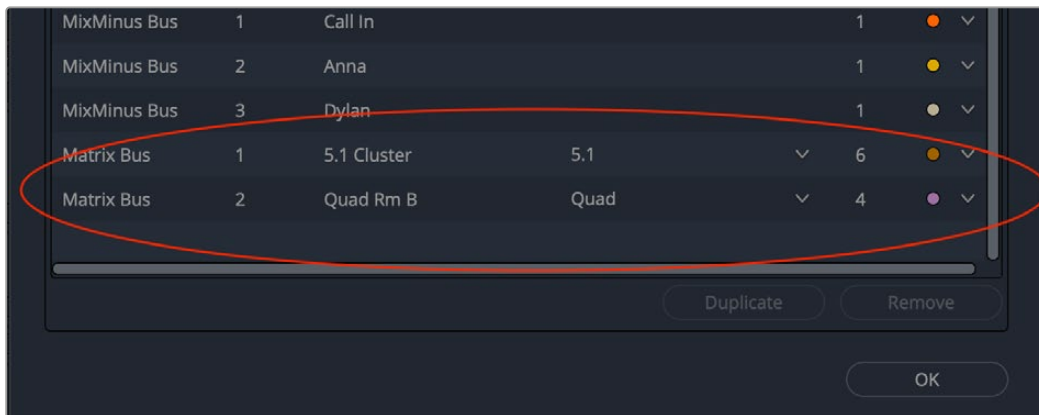 MixMinus Bus 1 Call In 1
MixMinus Bus 2 Anna 1
MixMinus Bus 3 Dylan 1
Matrix Bus 1 5.1 Cluster 5.1 6
Matrix Bus 2 Quad Rm B Quad 4
Duplicate Remove
OK